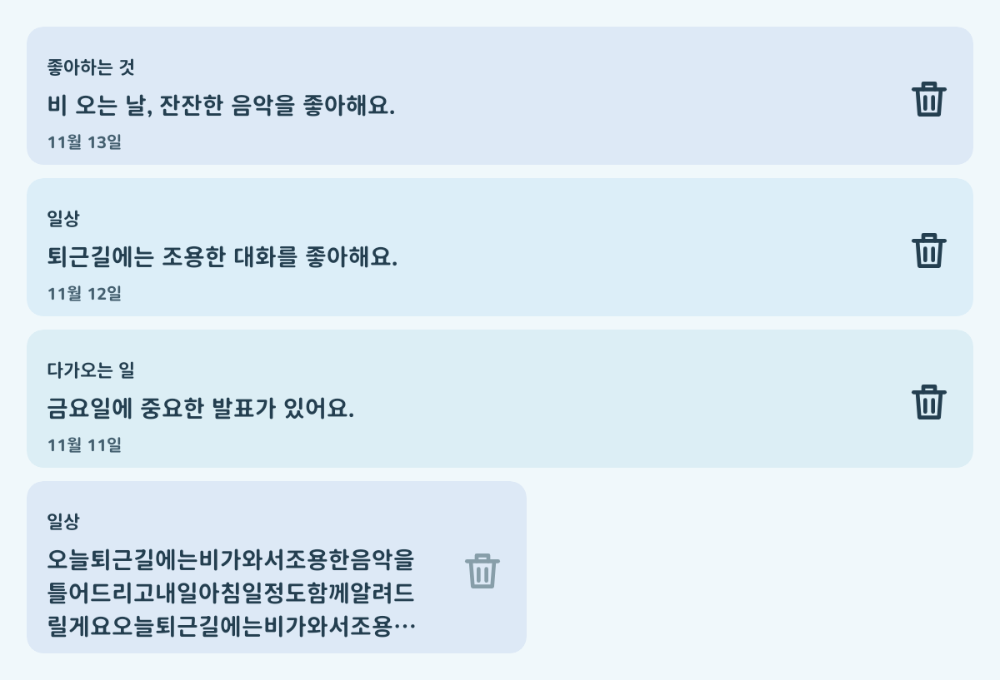 좋아하는 것
비 오는 날, 잔잔한 음악을 좋아해요.
11월 13일
일상
퇴근길에는 조용한 대화를 좋아해요.
11월 12일
다가오는 일
금요일에 중요한 발표가 있어요.
11월 11일
일상
오늘퇴근길에는비가와서조용한음악을
틀어드리고내일아침일정도함께알려드
릴게요오늘퇴근길에는비가와서조용…